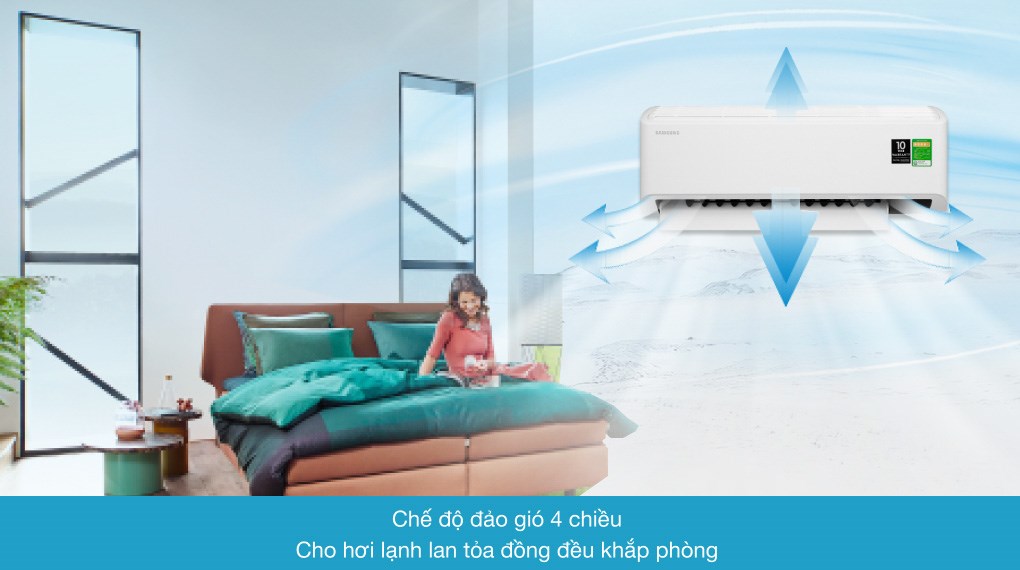 SAMSUNG
10
Chế độ đảo gió 4 chiều
Cho hơi lạnh lan tỏa đồng đều khắp phòng